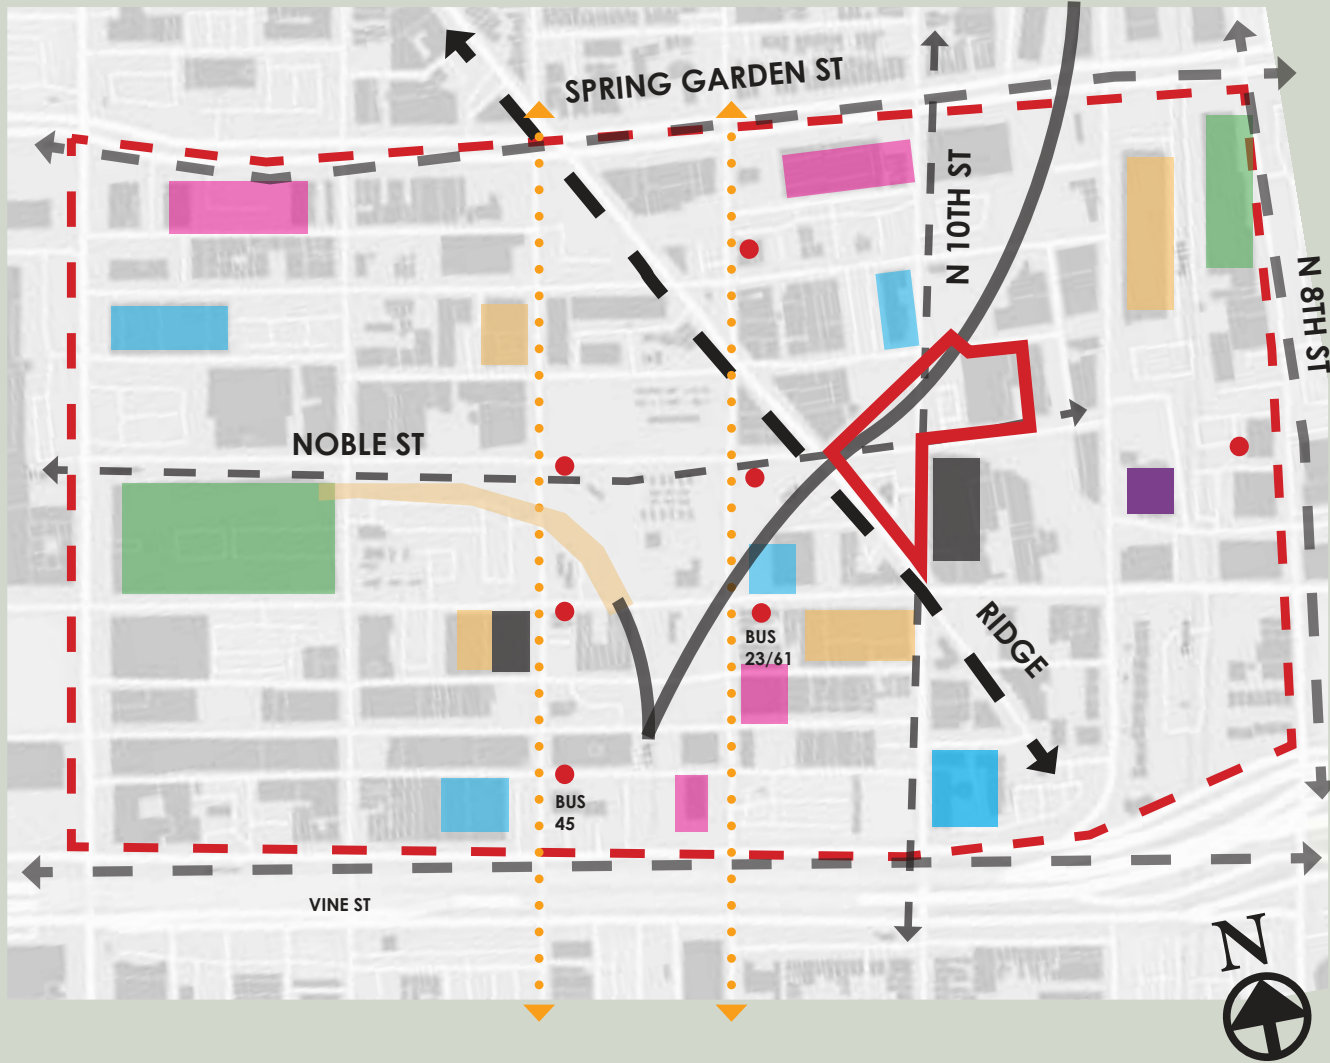 SPRING GARDEN ST
N 10TH ST
N 8TH ST
NOBLE ST
RIDGE
BUS
23/61
BUS
45
VINE ST
N